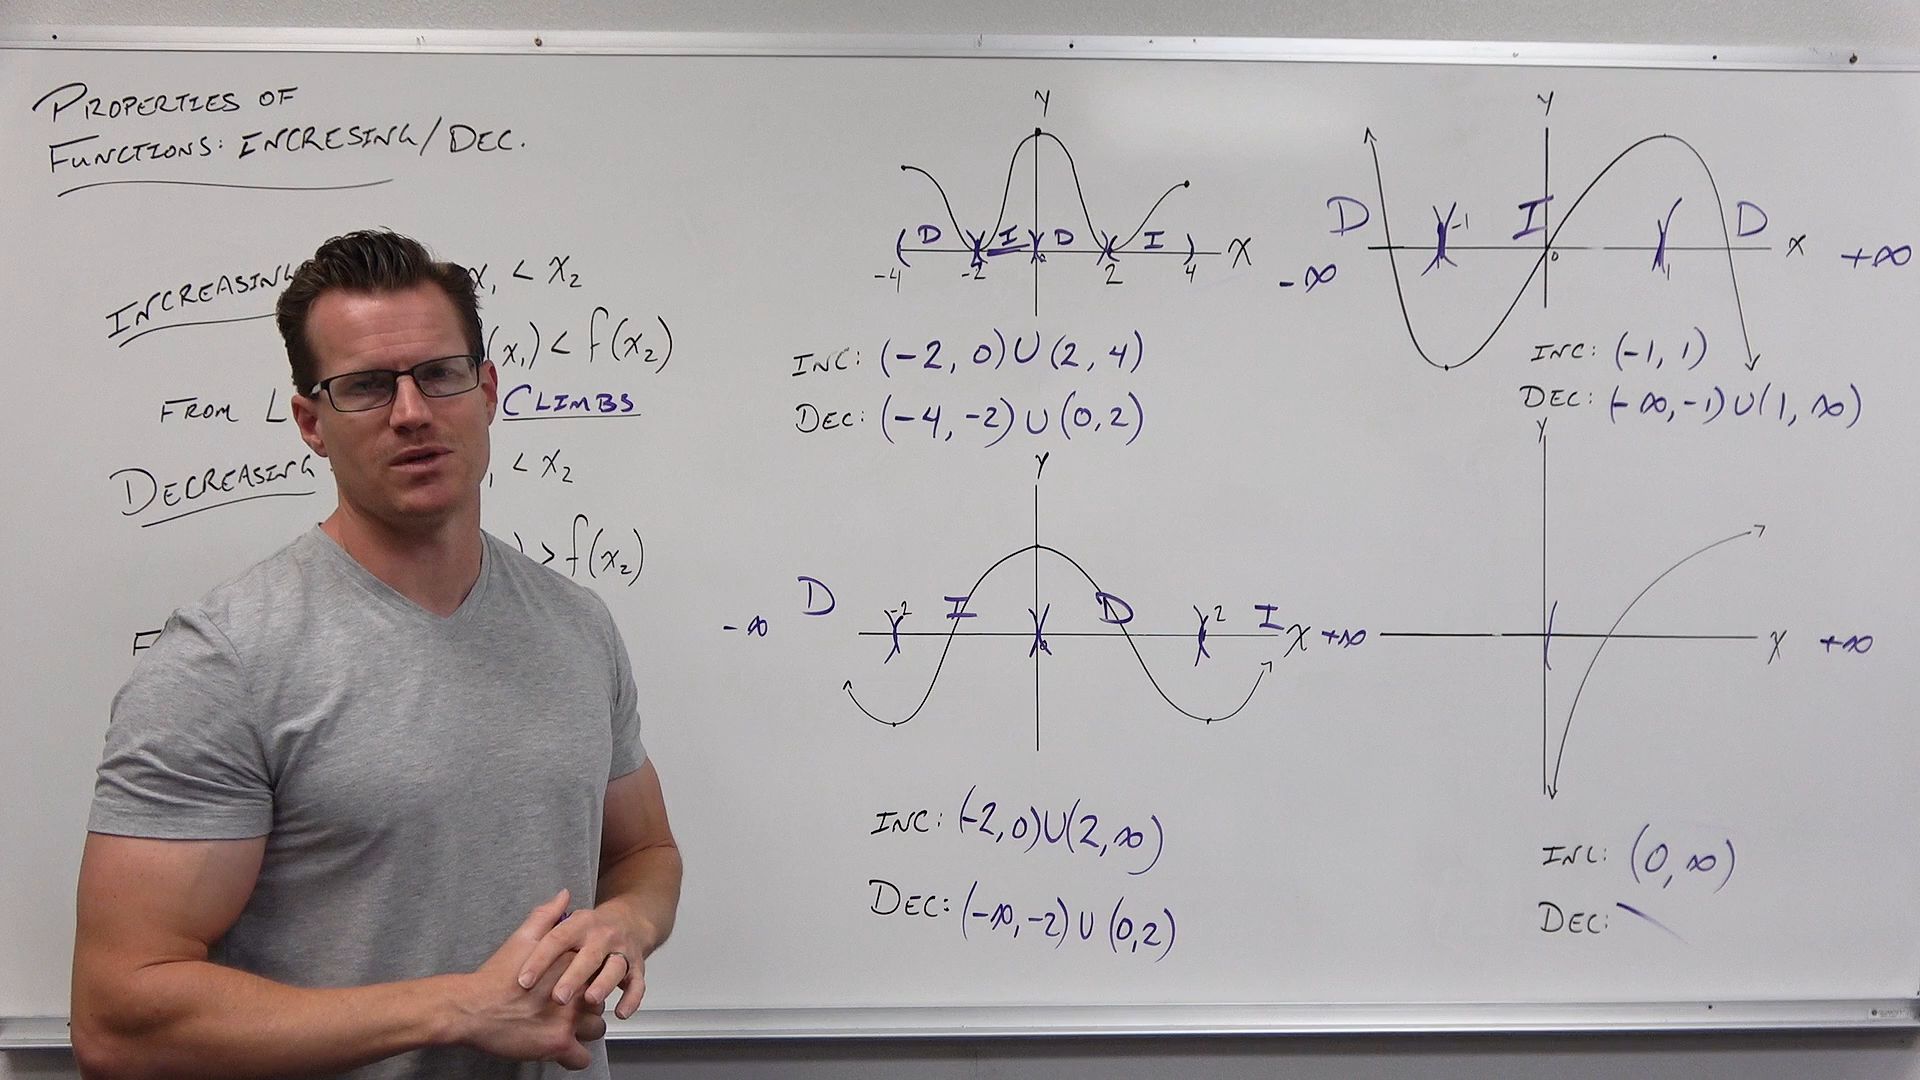 PROPERTIES OF
FUNCTIONS: INCRESING/DEC.
INCREASING
x₁ < x₂
(x₁) < f(x₂)
FROM L
CLIMBS
DECREASING
< x₂
) > f(x₂)
F
y
D I D I
x
-4 -2 0 2 4
INC: (-2, 0)∪(2, 4)
DEC: (-4, -2)∪(0, 2)
y
D -1 I D
x
-∞ 0 1 +∞
INC: (-1, 1)
DEC: (-∞, -1)∪(1, ∞)
y
D -2 I D 2 I
-∞ 0 x +∞
INC: (-2, 0)∪(2, ∞)
DEC: (-∞, -2)∪(0, 2)
y
x +∞
INC: (0, ∞)
DEC: